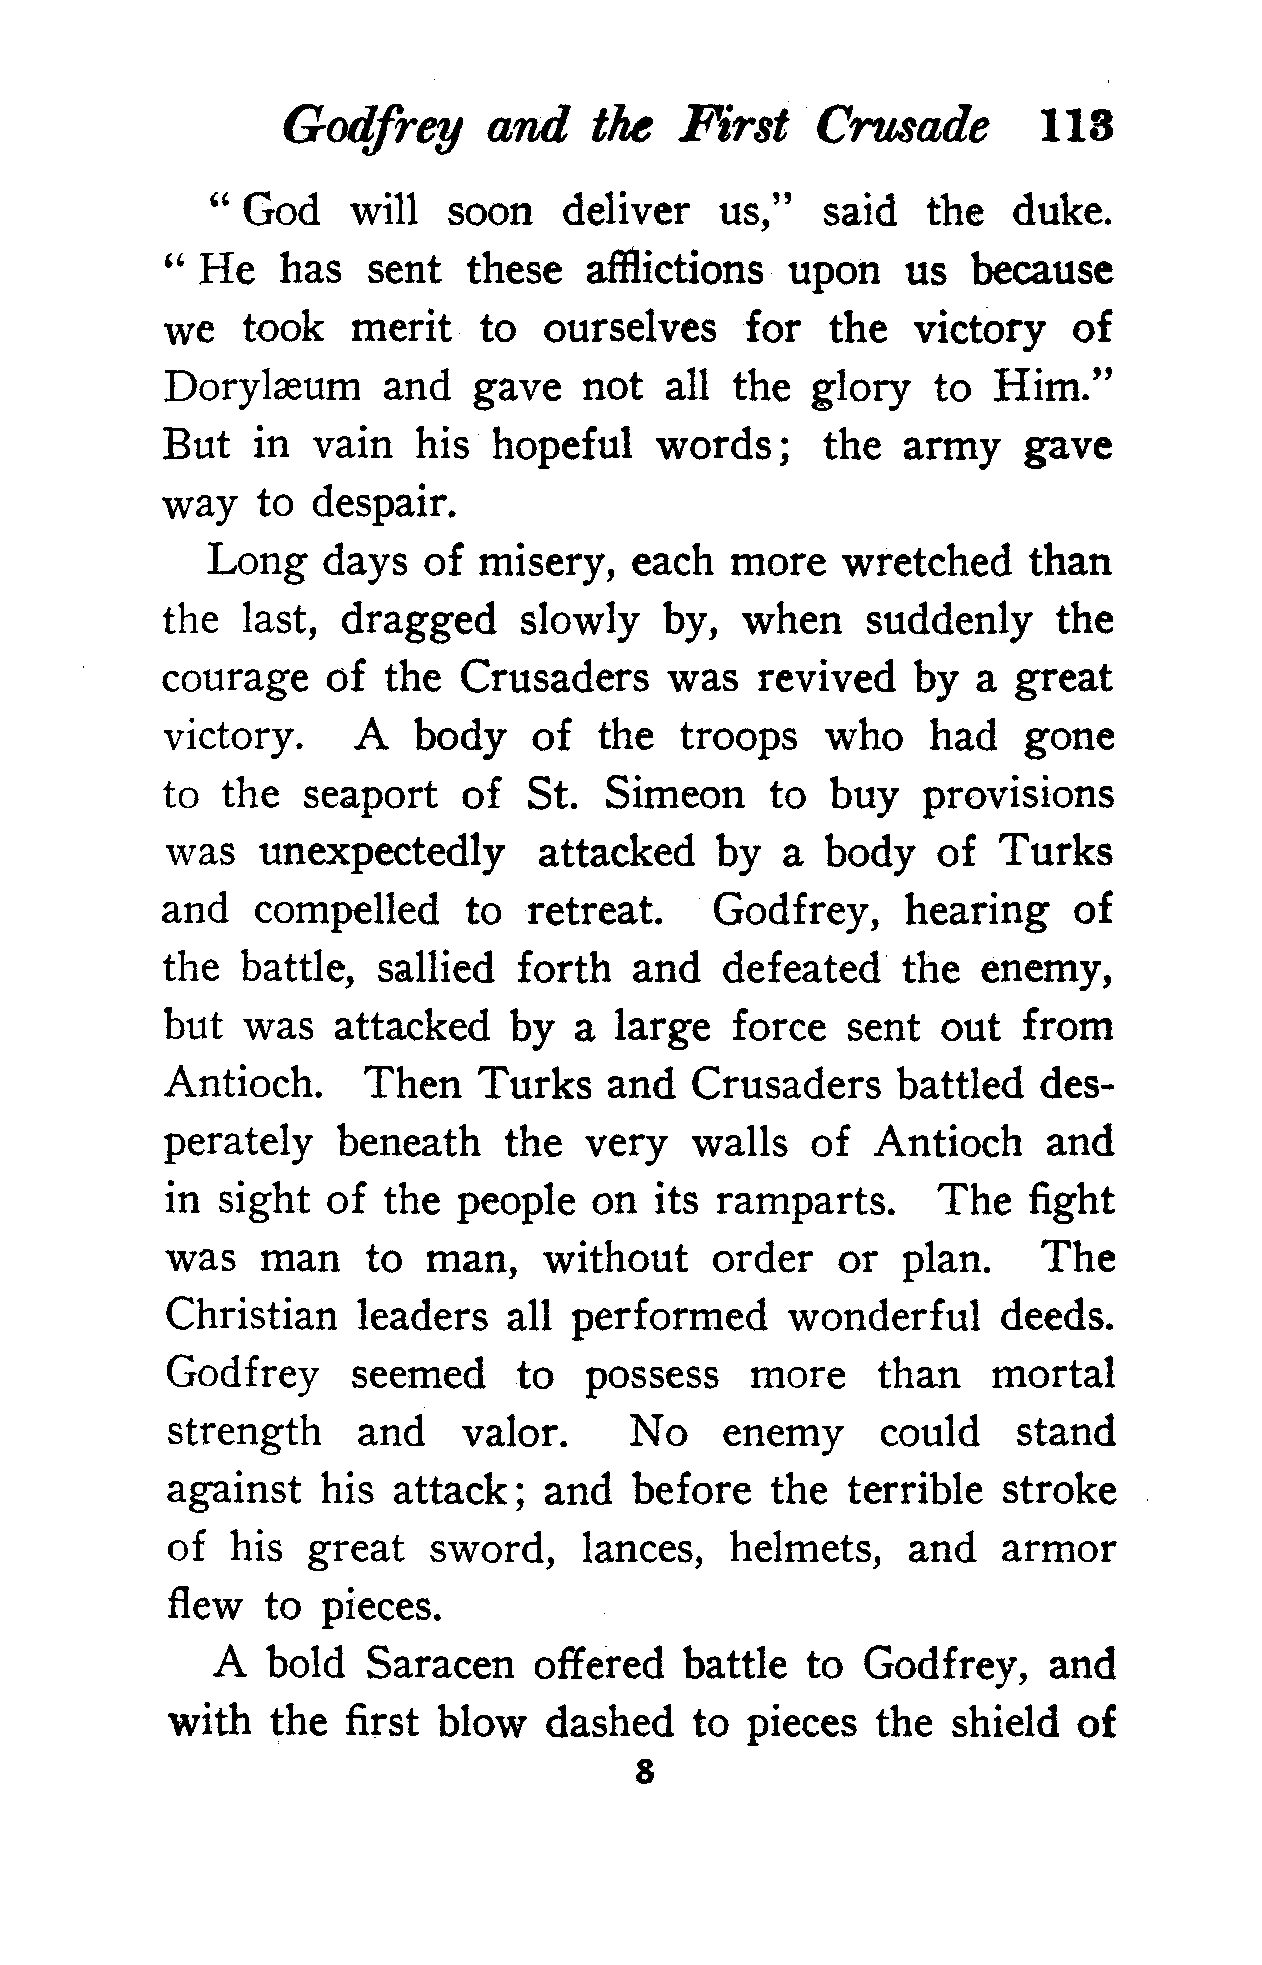 Godfrey and the First Crusade 113
“ God will soon deliver us,” said the duke.
“ He has sent these afflictions upon us because
we took merit to ourselves for the victory of
Dorylæum and gave not all the glory to Him.”
But in vain his hopeful words; the army gave
way to despair.
Long days of misery, each more wretched than
the last, dragged slowly by, when suddenly the
courage of the Crusaders was revived by a great
victory. A body of the troops who had gone
to the seaport of St. Simeon to buy provisions
was unexpectedly attacked by a body of Turks
and compelled to retreat. Godfrey, hearing of
the battle, sallied forth and defeated the enemy,
but was attacked by a large force sent out from
Antioch. Then Turks and Crusaders battled des-
perately beneath the very walls of Antioch and
in sight of the people on its ramparts. The fight
was man to man, without order or plan. The
Christian leaders all performed wonderful deeds.
Godfrey seemed to possess more than mortal
strength and valor. No enemy could stand
against his attack; and before the terrible stroke
of his great sword, lances, helmets, and armor
flew to pieces.
A bold Saracen offered battle to Godfrey, and
with the first blow dashed to pieces the shield of
8